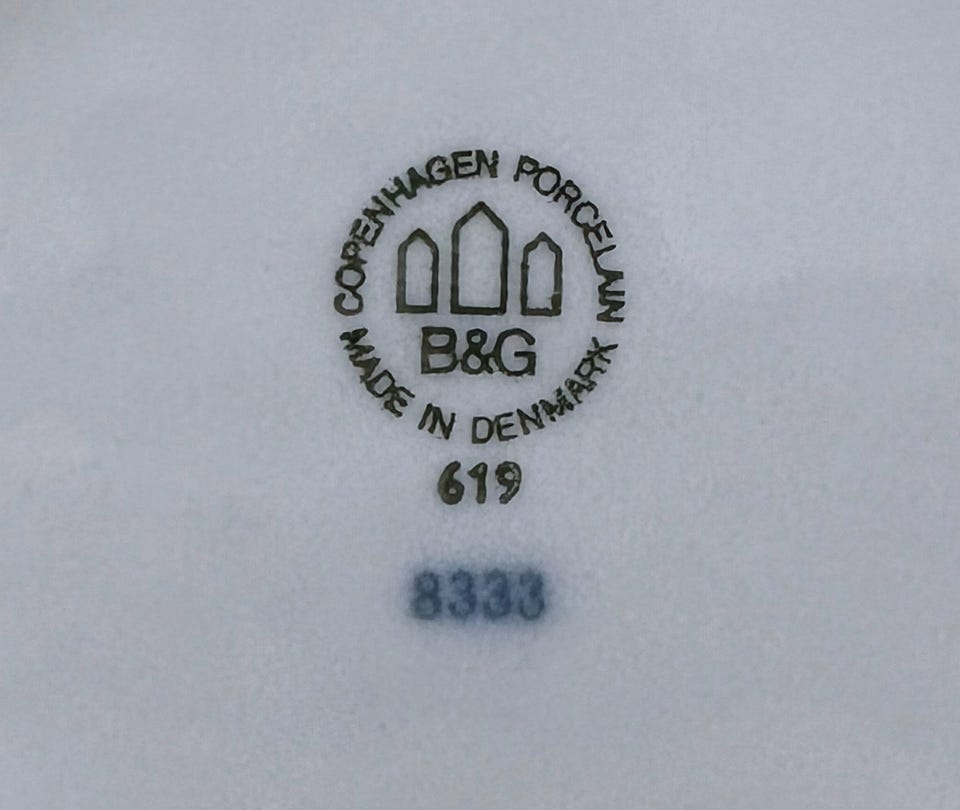 COPENHAGEN PORCELAIN
B&G
MADE IN DENMARK
619
8333